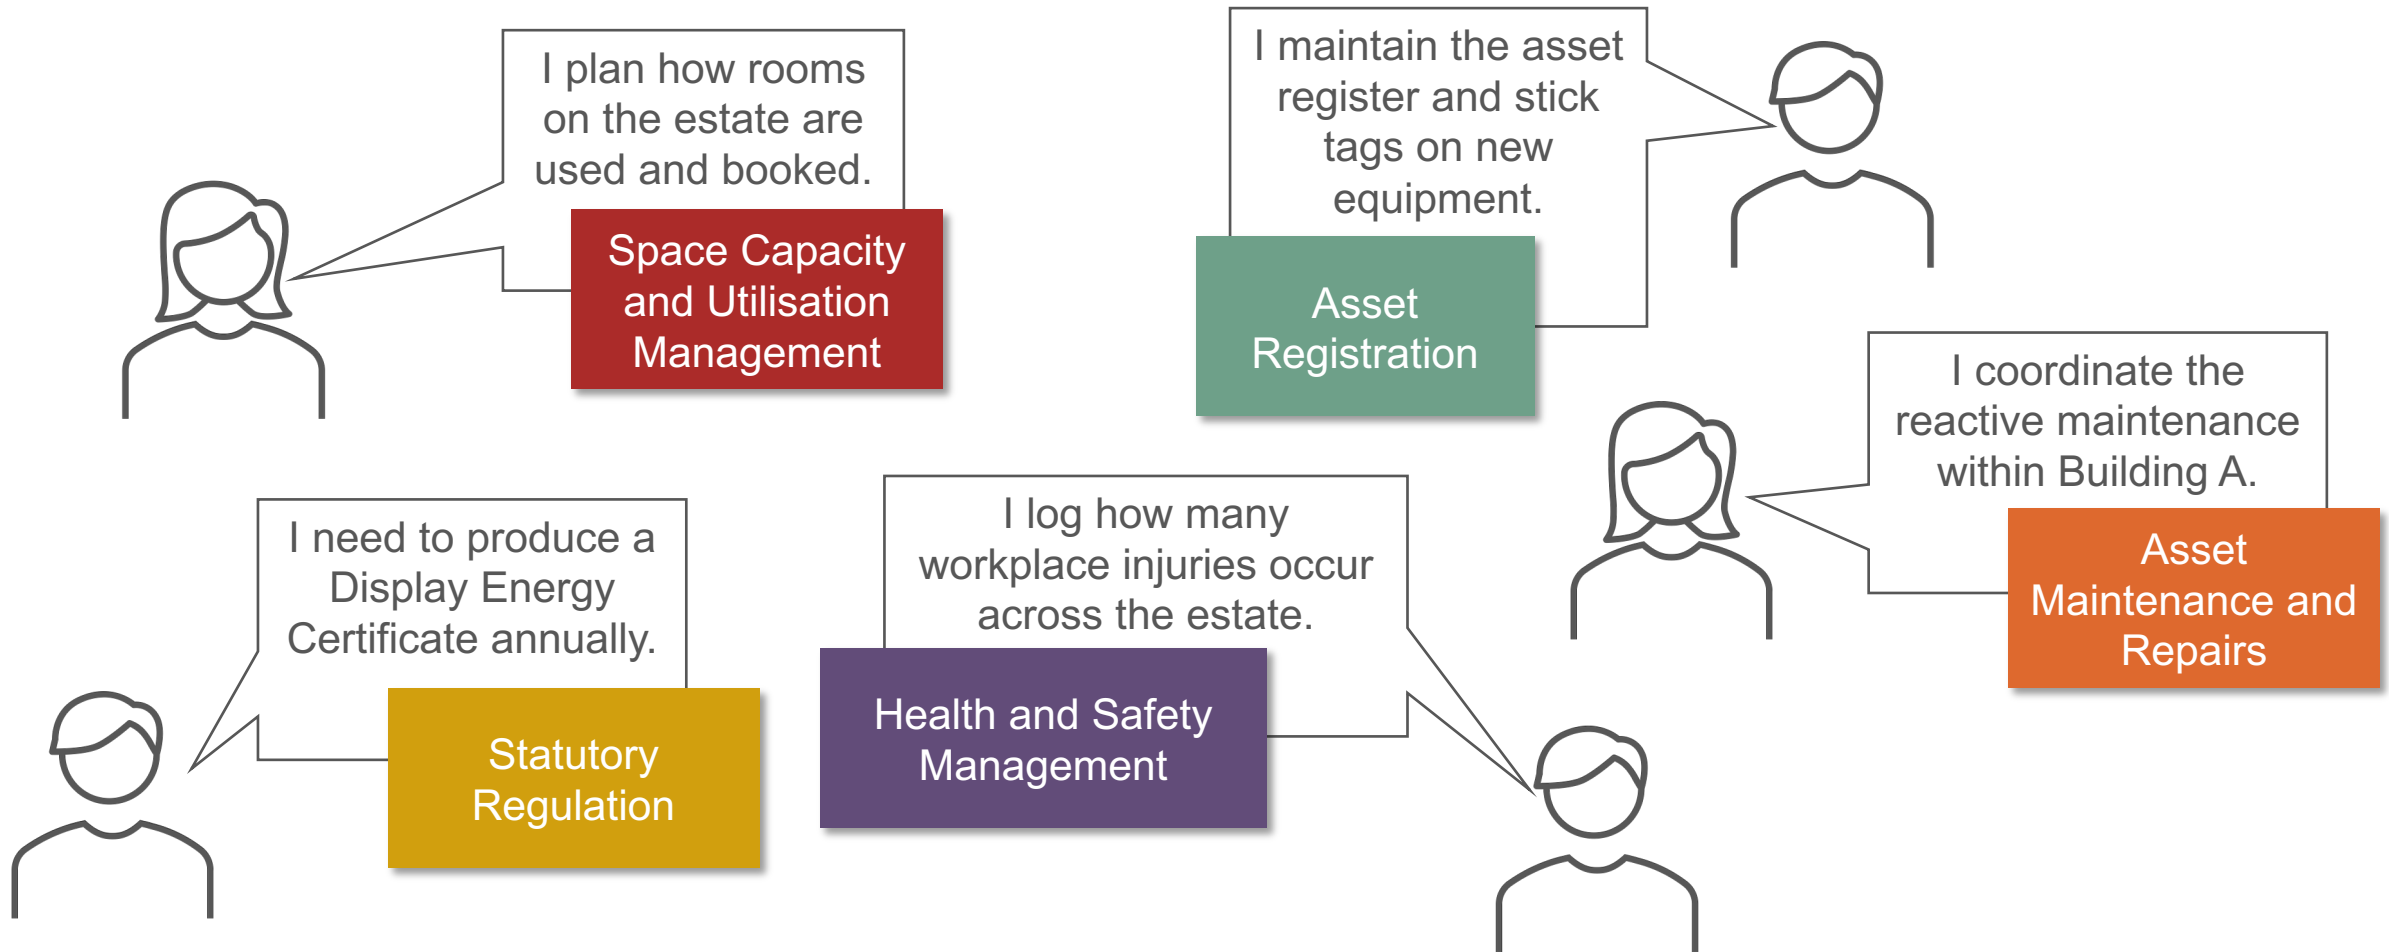 I plan how rooms
on the estate are
used and booked.
Space Capacity
and Utilisation
Management
I maintain the asset
register and stick
tags on new
equipment.
Asset
Registration
I coordinate the
reactive maintenance
within Building A.
Asset
Maintenance and
Repairs
I need to produce a
Display Energy
Certificate annually.
Statutory
Regulation
I log how many
workplace injuries occur
across the estate.
Health and Safety
Management